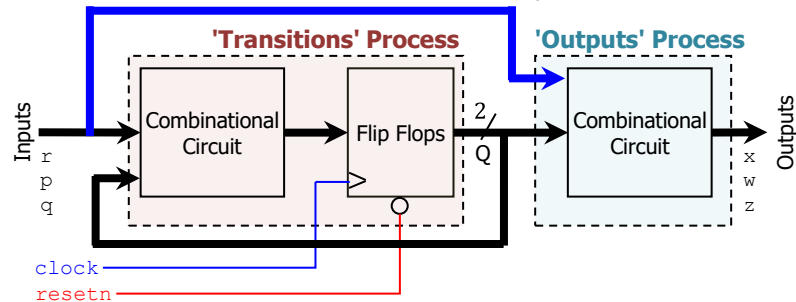 'Transitions' Process
'Outputs' Process
Inputs
r
p
q
Combinational
Circuit
Flip Flops
2
Q
Combinational
Circuit
x
w
z
Outputs
clock
resetn